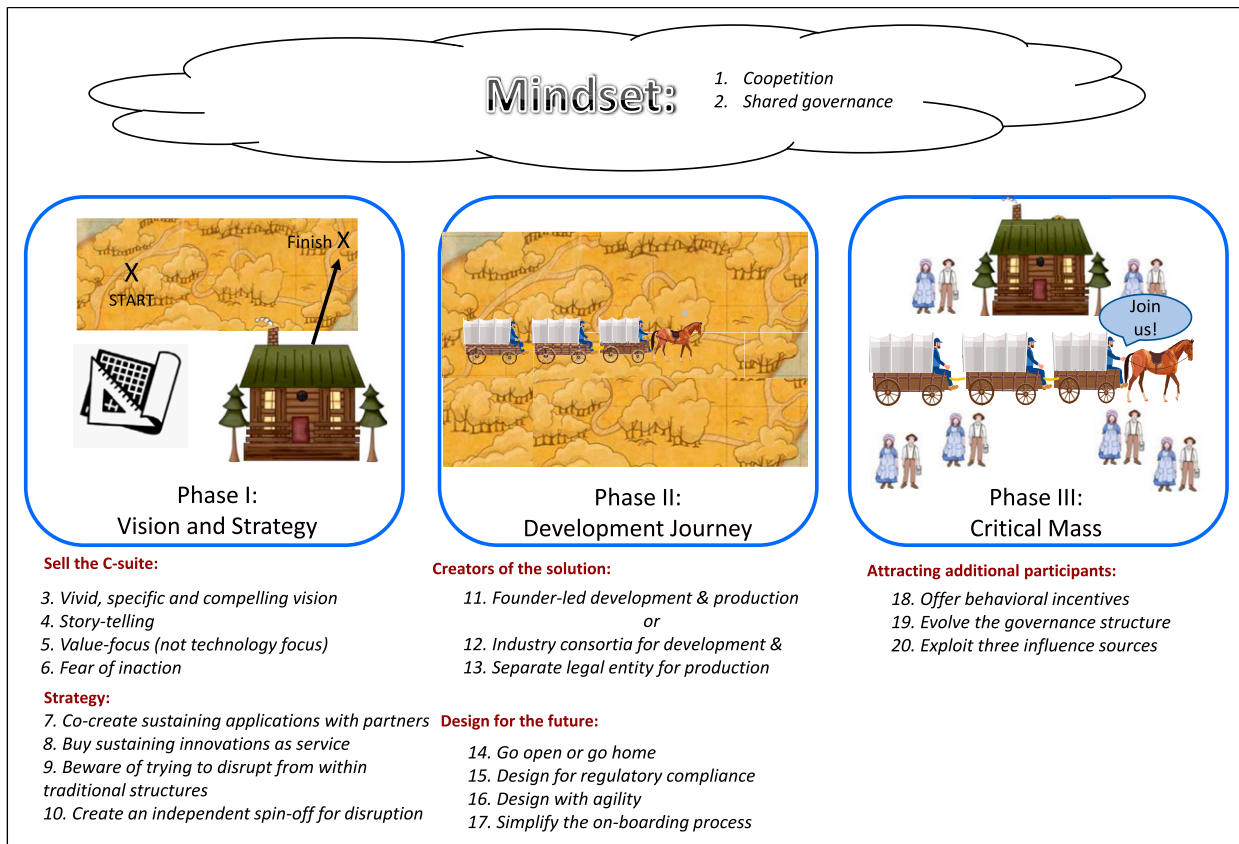 Mindset:
1. Coopetition
2. Shared governance
Finish X
X
START
Phase I:
Vision and Strategy
Sell the C-suite:
3. Vivid, specific and compelling vision
4. Story-telling
5. Value-focus (not technology focus)
6. Fear of inaction
Strategy:
7. Co-create sustaining applications with partners
8. Buy sustaining innovations as service
9. Beware of trying to disrupt from within
traditional structures
10. Create an independent spin-off for disruption
Phase II:
Development Journey
Creators of the solution:
11. Founder-led development & production
or
12. Industry consortia for development &
13. Separate legal entity for production
Design for the future:
14. Go open or go home
15. Design for regulatory compliance
16. Design with agility
17. Simplify the on-boarding process
Join
us!
Phase III:
Critical Mass
Attracting additional participants:
18. Offer behavioral incentives
19. Evolve the governance structure
20. Exploit three influence sources